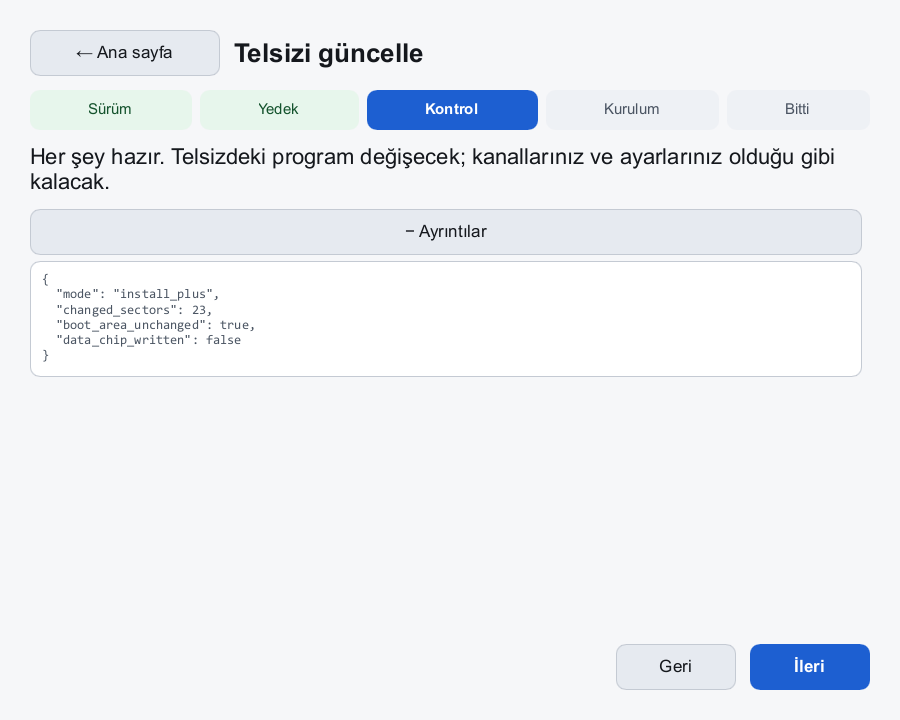 ← Ana sayfa
Telsizi güncelle
Sürüm
Yedek
Kontrol
Kurulum
Bitti
Her şey hazır. Telsizdeki program değişecek; kanallarınız ve ayarlarınız olduğu gibi
kalacak.
− Ayrıntılar
{
  "mode": "install_plus",
  "changed_sectors": 23,
  "boot_area_unchanged": true,
  "data_chip_written": false
}
Geri
İleri